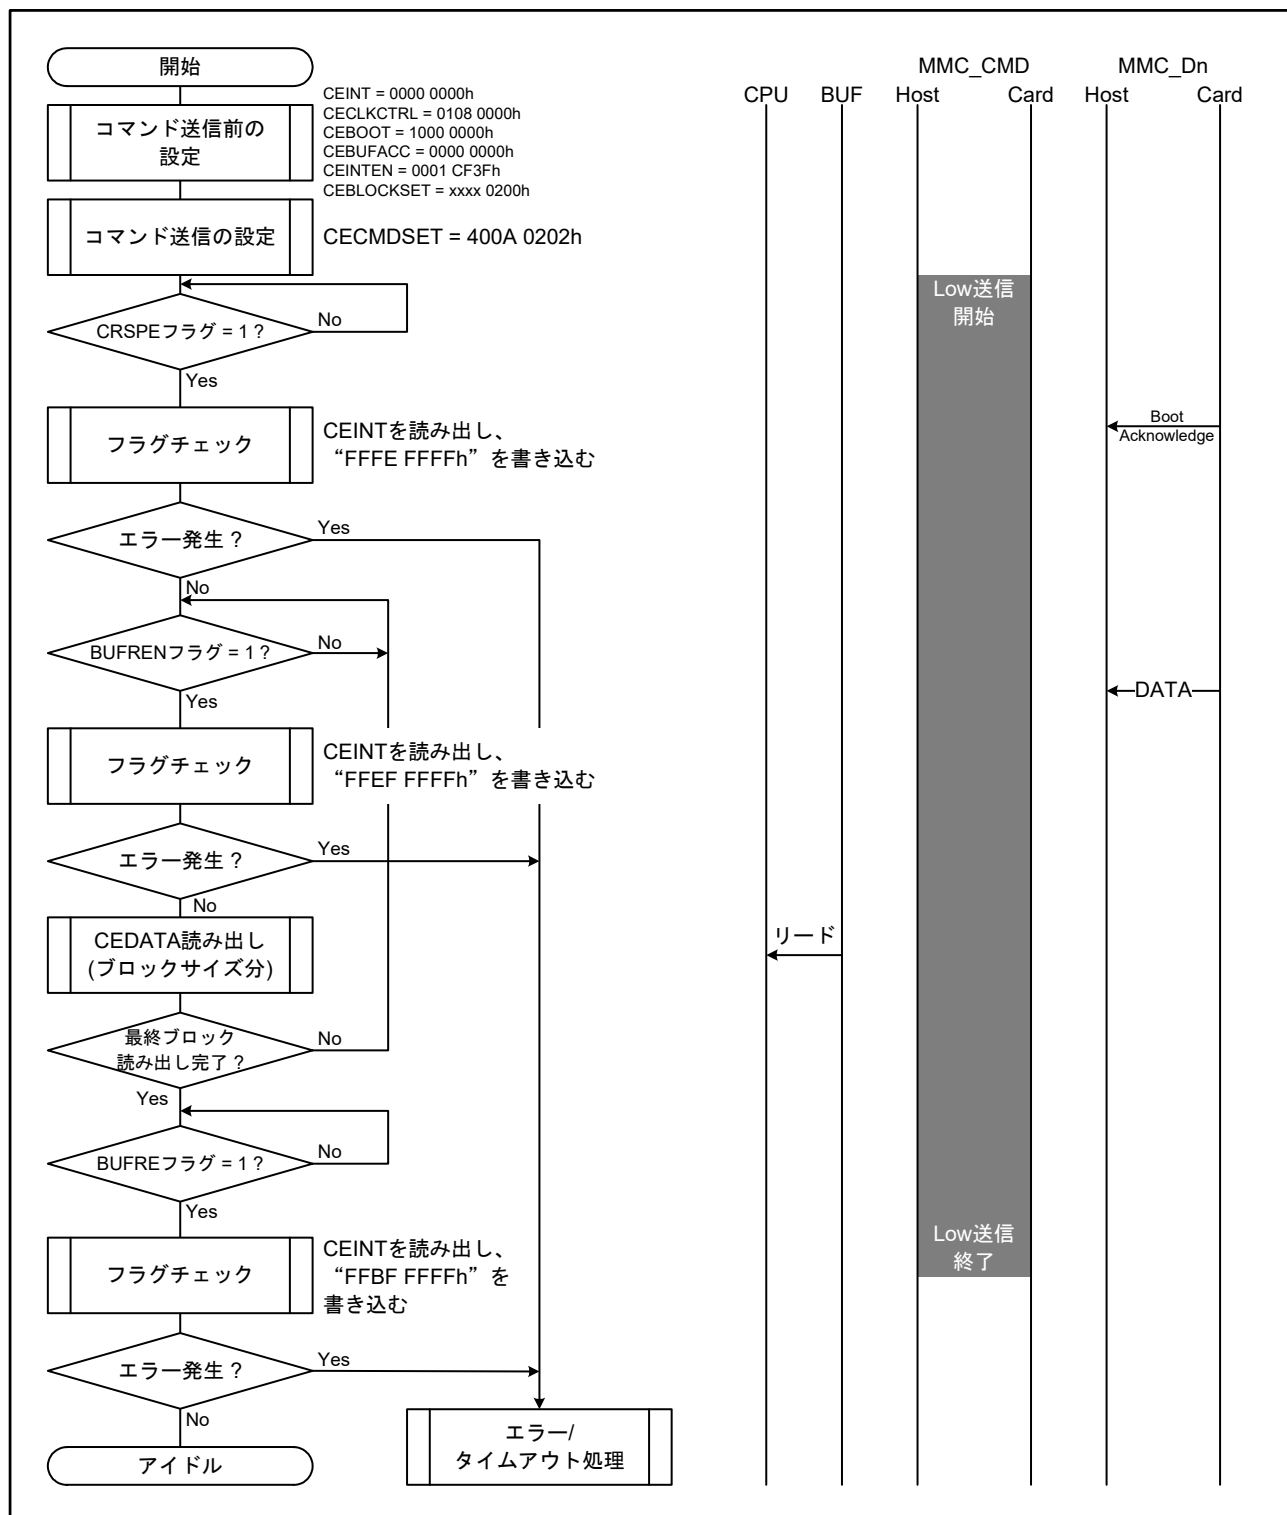 開始
CEINT = 0000 0000h
CECLKCTRL = 0108 0000h
CEBOOT = 1000 0000h
CEBUFACC = 0000 0000h
CEINTEN = 0001 CF3Fh
CEBLOCKSET = xxxx 0200h
コマンド送信前の
設定
コマンド送信の設定
CECMDSET = 400A 0202h
CRSPEフラグ = 1 ?
No
Yes
フラグチェック
CEINTを読み出し、
“FFFE FFFFh”を書き込む
エラー発生 ?
Yes
No
BUFRENフラグ = 1 ?
No
Yes
フラグチェック
CEINTを読み出し、
“FFEF FFFFh”を書き込む
エラー発生 ?
Yes
No
CEDATA読み出し
(ブロックサイズ分)
最終ブロック
読み出し完了 ?
No
Yes
BUFREフラグ = 1 ?
No
Yes
フラグチェック
CEINTを読み出し、
“FFBF FFFFh”を
書き込む
エラー発生 ?
Yes
No
アイドル
エラー/
タイムアウト処理
MMC_CMD
MMC_Dn
CPU BUF Host Card Host Card
Low送信
開始
Boot
Acknowledge
DATA
リード
Low送信
終了